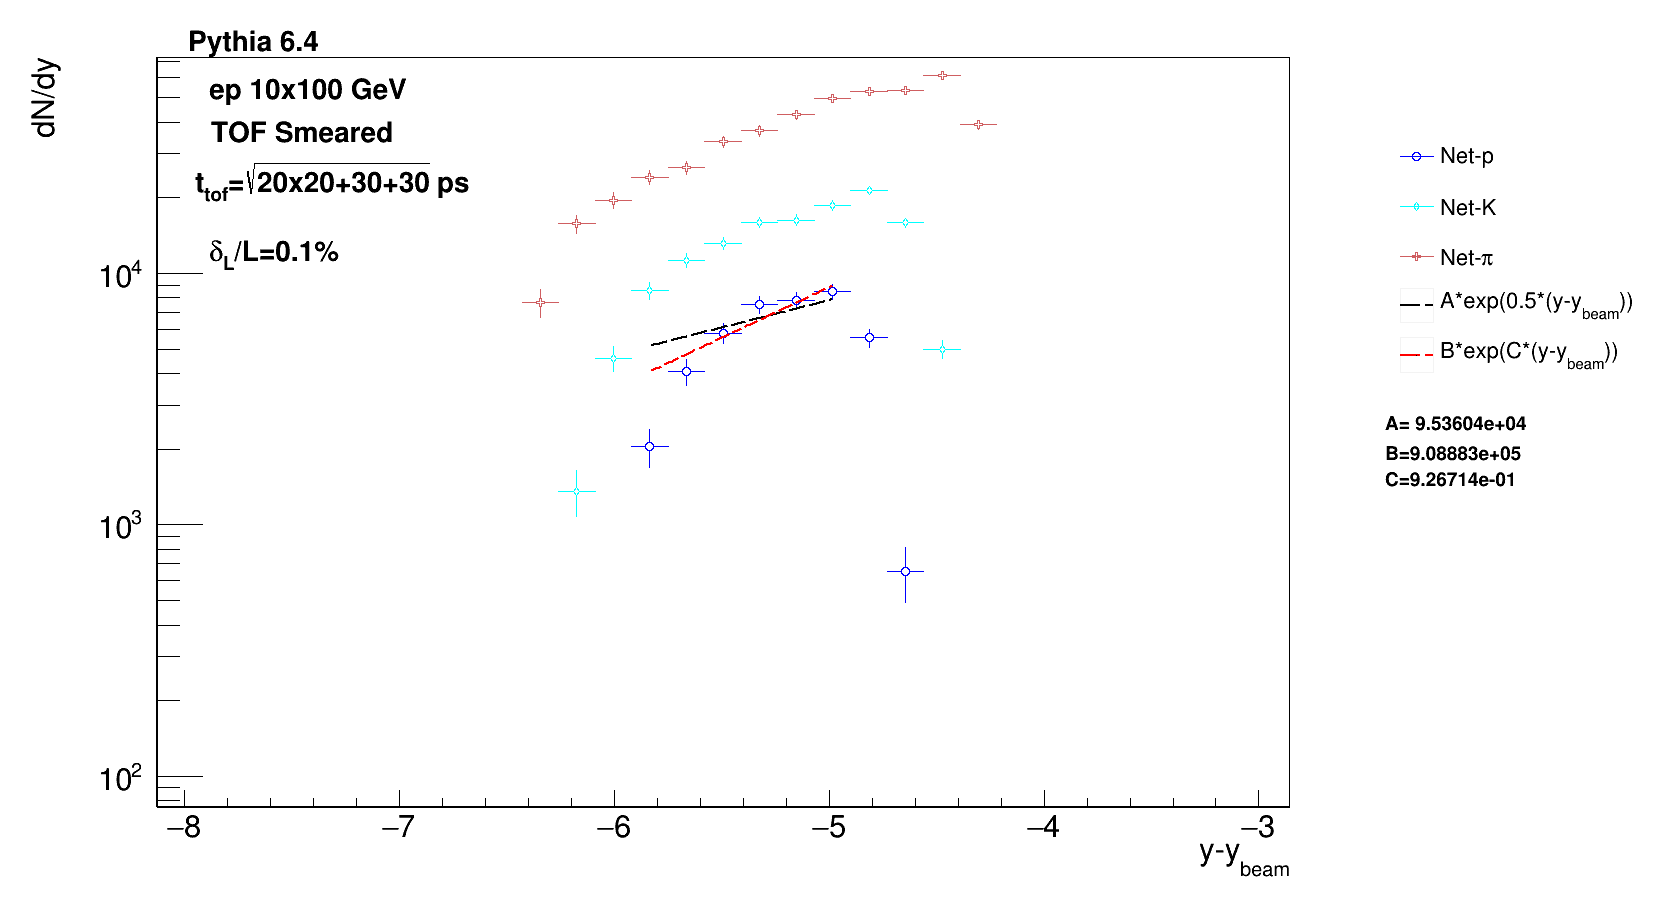 Pythia 6.4
dN/dy
ep 10x100 GeV
TOF Smeared
t_tof=√20x20+30+30 ps
δ_L/L=0.1%
10^4
10^3
10^2
−8 −7 −6 −5 −4 −3
y-y_beam
Net-p
Net-K
Net-π
A*exp(0.5*(y-y_beam))
B*exp(C*(y-y_beam))
A= 9.53604e+04
B=9.08883e+05
C=9.26714e-01